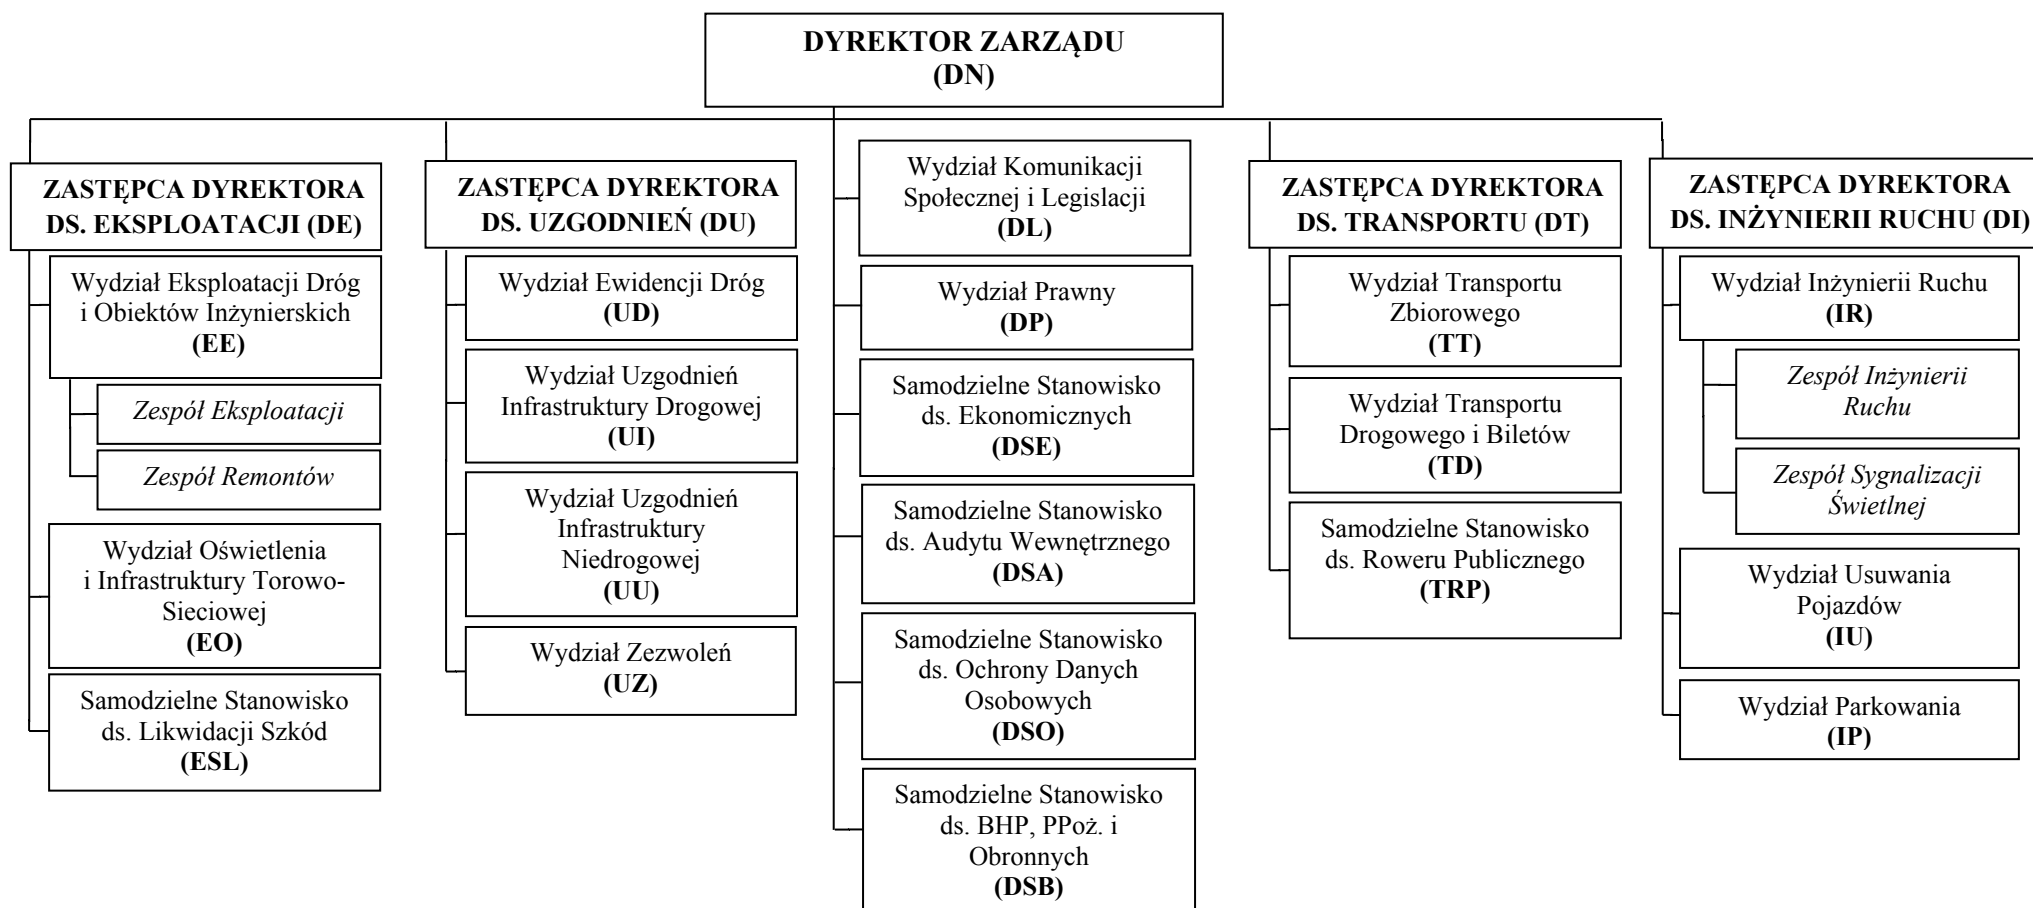 DYREKTOR ZARZĄDU
(DN)
ZASTĘPCA DYREKTORA
DS. EKSPLOATACJI (DE)
Wydział Eksploatacji Dróg
i Obiektów Inżynierskich
(EE)
Zespół Eksploatacji
Zespół Remontów
Wydział Oświetlenia
i Infrastruktury Torowo-
Sieciowej
(EO)
Samodzielne Stanowisko
ds. Likwidacji Szkód
(ESL)
ZASTĘPCA DYREKTORA
DS. UZGODNIEŃ (DU)
Wydział Ewidencji Dróg
(UD)
Wydział Uzgodnień
Infrastruktury Drogowej
(UI)
Wydział Uzgodnień
Infrastruktury
Niedrogowej
(UU)
Wydział Zezwoleń
(UZ)
Wydział Komunikacji
Społecznej i Legislacji
(DL)
Wydział Prawny
(DP)
Samodzielne Stanowisko
ds. Ekonomicznych
(DSE)
Samodzielne Stanowisko
ds. Audytu Wewnętrznego
(DSA)
Samodzielne Stanowisko
ds. Ochrony Danych
Osobowych
(DSO)
Samodzielne Stanowisko
ds. BHP, PPoż. i
Obronnych
(DSB)
ZASTĘPCA DYREKTORA
DS. TRANSPORTU (DT)
Wydział Transportu
Zbiorowego
(TT)
Wydział Transportu
Drogowego i Biletów
(TD)
Samodzielne Stanowisko
ds. Roweru Publicznego
(TRP)
ZASTĘPCA DYREKTORA
DS. INŻYNIERII RUCHU (DI)
Wydział Inżynierii Ruchu
(IR)
Zespół Inżynierii
Ruchu
Zespół Sygnalizacji
Świetlnej
Wydział Usuwania
Pojazdów
(IU)
Wydział Parkowania
(IP)